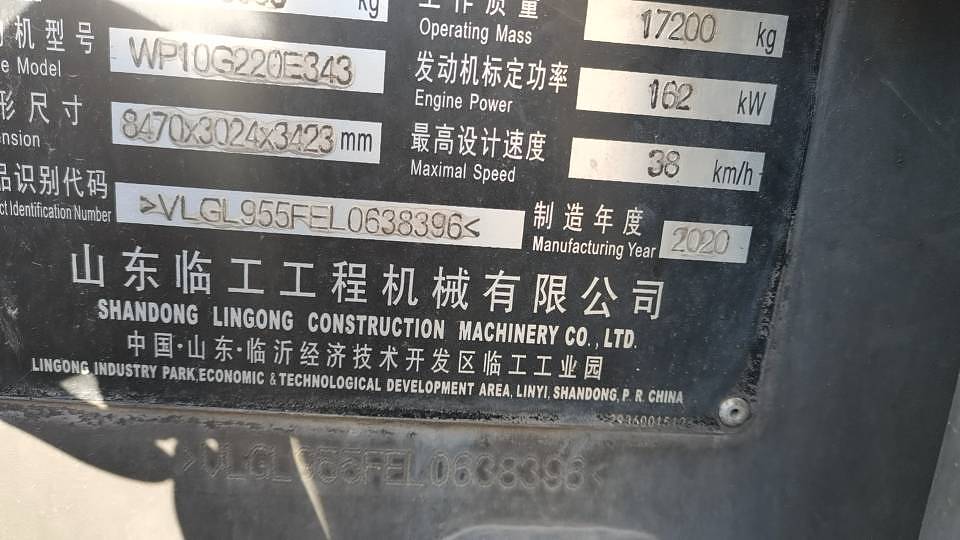 kg
工作质量 17200 kg
Operating Mass
机型号 WP10G220E343
Model
发动机标定功率 162 kW
Engine Power
形尺寸 8470x3024x3423 mm
最高设计速度 38 km/h
Maximal Speed
品识别代码 >VLGL955FEL0638396<
Identification Number
制造年度 2020
Manufacturing Year
山东临工工程机械有限公司
SHANDONG LINGONG CONSTRUCTION MACHINERY CO., LTD.
中国·山东·临沂经济技术开发区临工工业园
LINGONG INDUSTRY PARK,ECONOMIC & TECHNOLOGICAL DEVELOPMENT AREA, LINYI, SHANDONG, P. R. CHINA
>VLGL955FEL0638396<